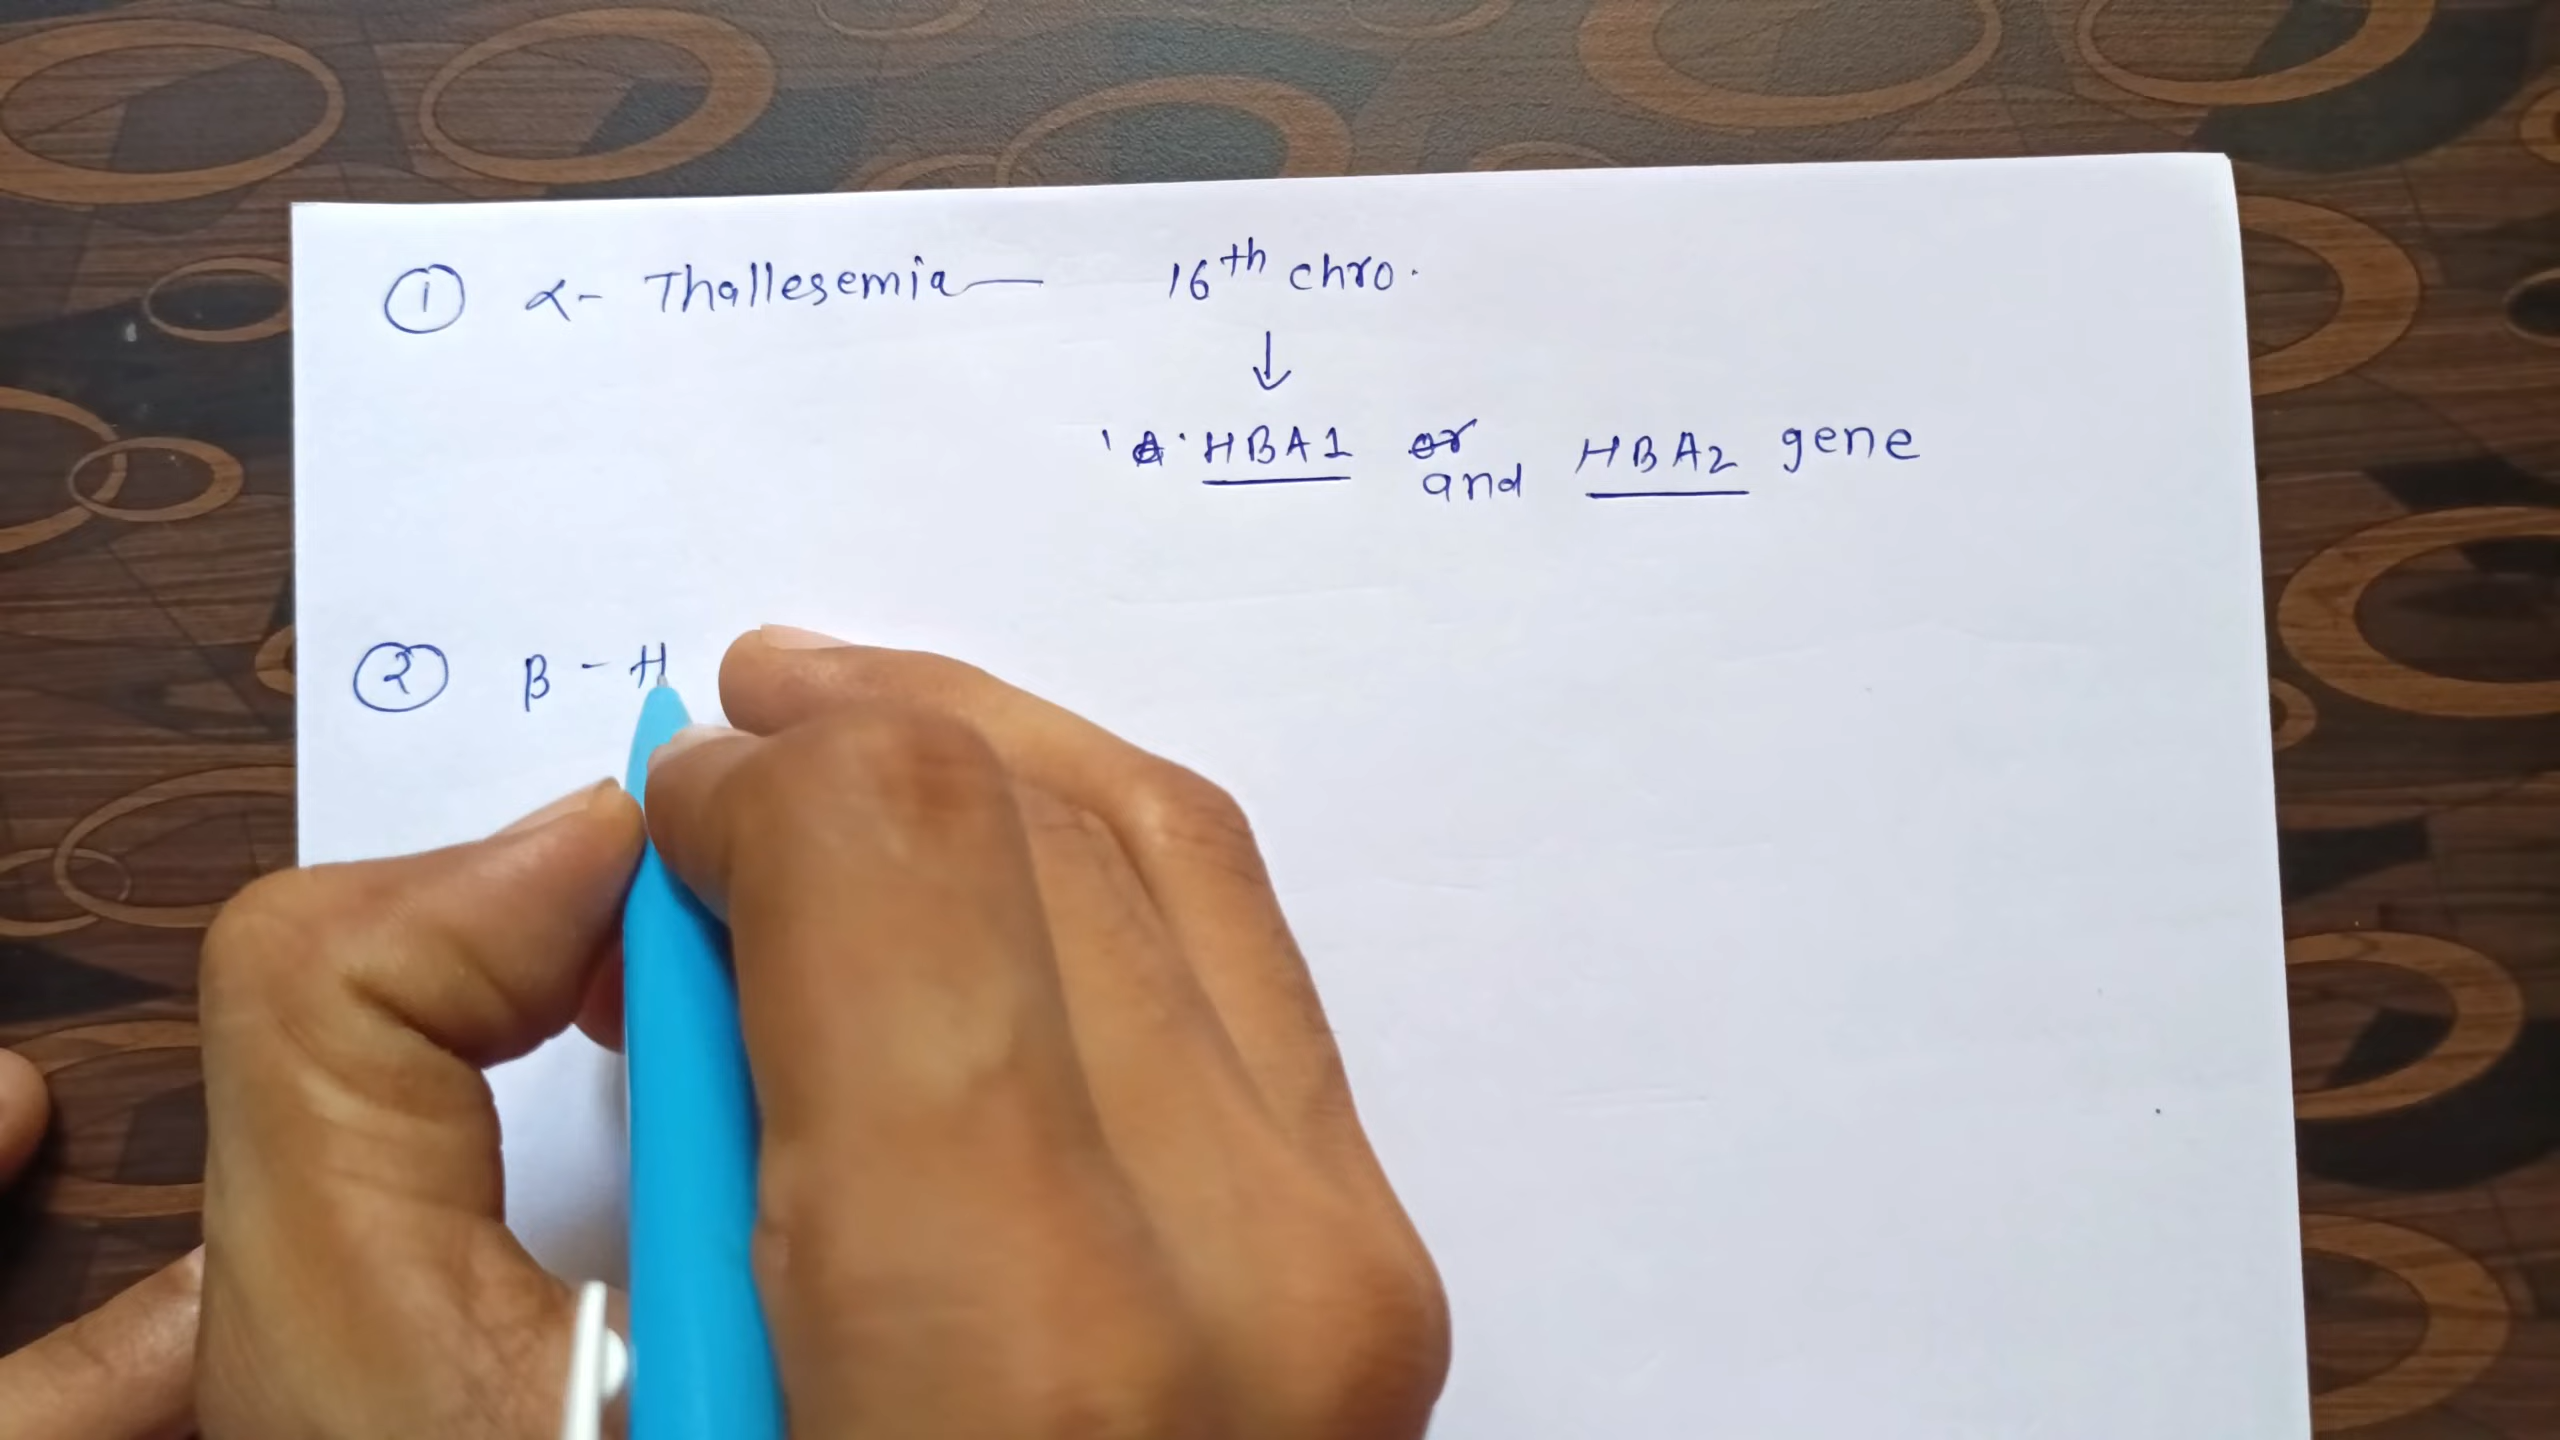 ① α- Thallesemia— 16th chro.
↓
HBA1 or and HBA2 gene
② β - H